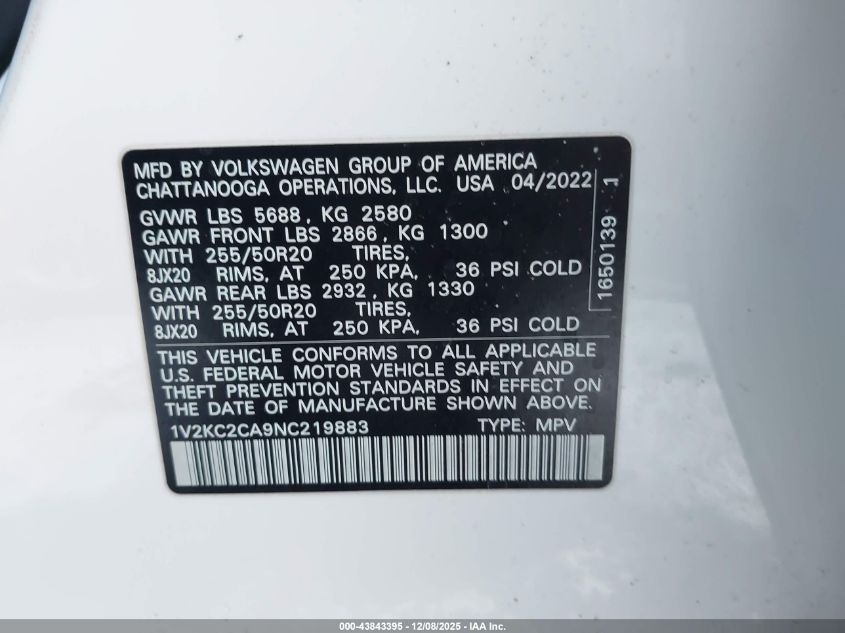 MFD BY VOLKSWAGEN GROUP OF AMERICA
CHATTANOOGA OPERATIONS, LLC. USA 04/2022
GVWR LBS 5688, KG 2580
GAWR FRONT LBS 2866, KG 1300
WITH 255/50R20 TIRES,
8JX20 RIMS, AT 250 KPA, 36 PSI COLD
GAWR REAR LBS 2932, KG 1330
WITH 255/50R20 TIRES,
8JX20 RIMS, AT 250 KPA, 36 PSI COLD
1650139 1
THIS VEHICLE CONFORMS TO ALL APPLICABLE
U.S. FEDERAL MOTOR VEHICLE SAFETY AND
THEFT PREVENTION STANDARDS IN EFFECT ON
THE DATE OF MANUFACTURE SHOWN ABOVE.
1V2KC2CA9NC219883 TYPE: MPV
000-43843395 - 12/08/2025 - IAA Inc.